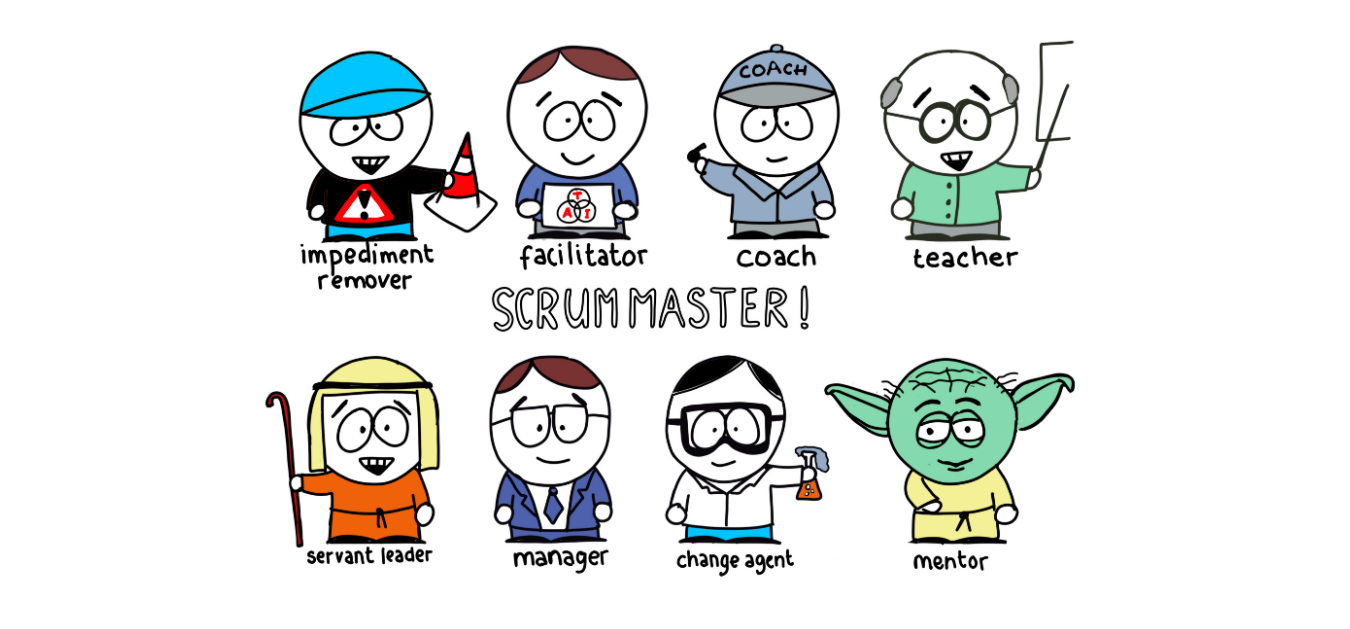 COACH
T
A I
impediment
remover
facilitator
coach
teacher
SCRUM MASTER!
servant leader
manager
change agent
mentor